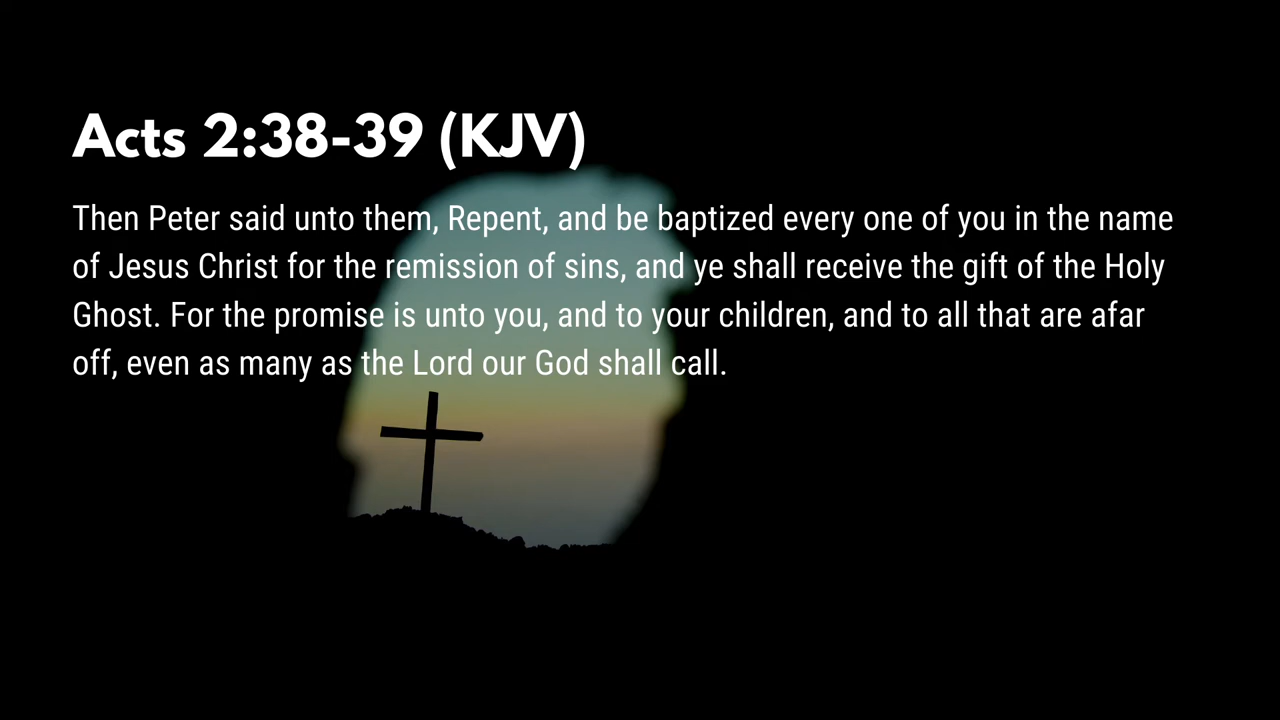 Acts 2:38-39 (KJV)
Then Peter said unto them, Repent, and be baptized every one of you in the name
of Jesus Christ for the remission of sins, and ye shall receive the gift of the Holy
Ghost. For the promise is unto you, and to your children, and to all that are afar
off, even as many as the Lord our God shall call.